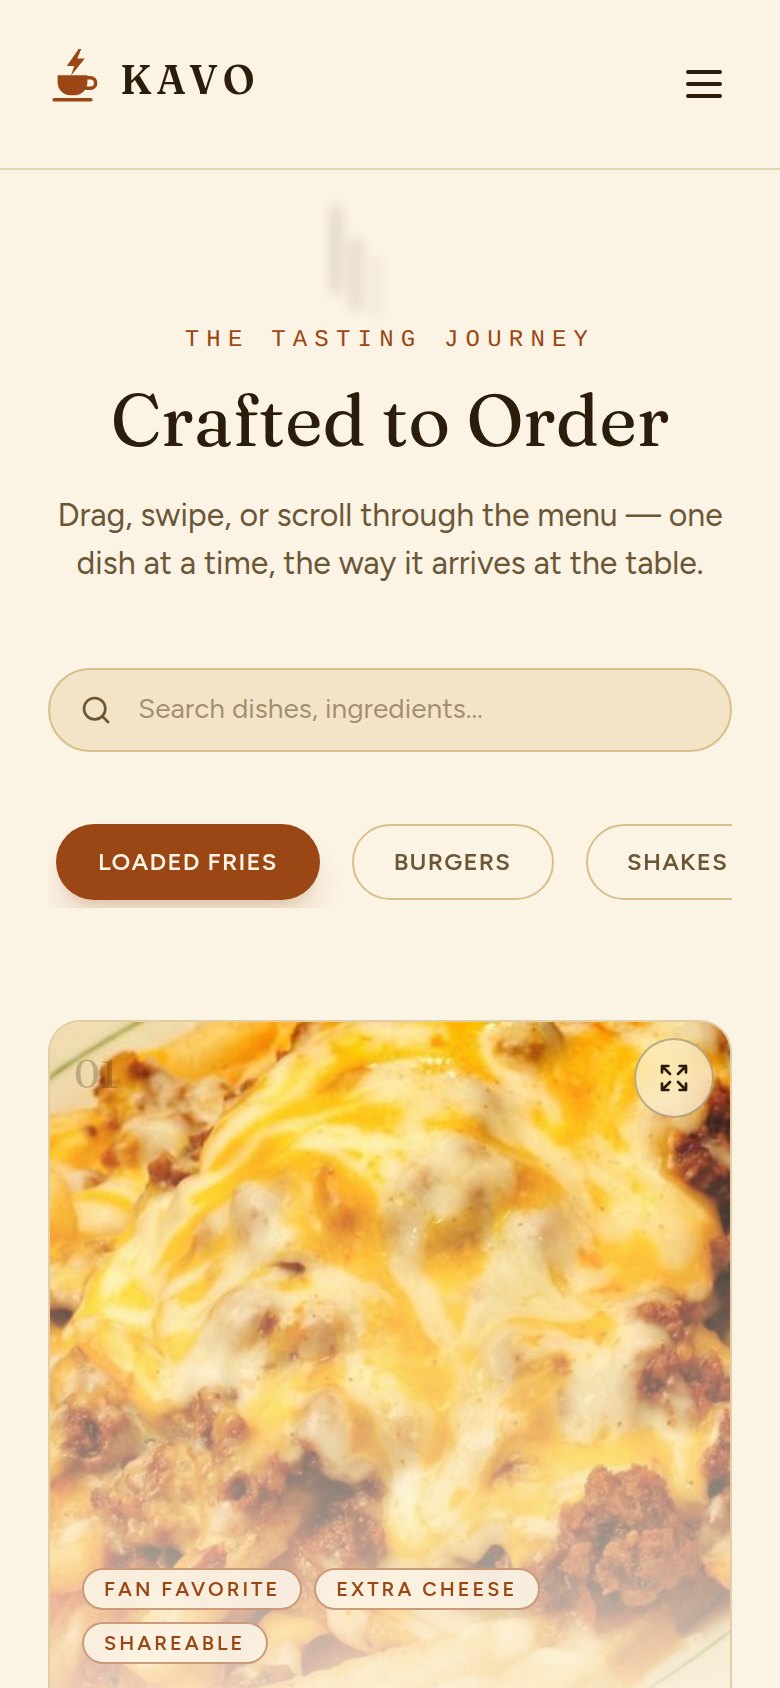 KAVO
THE TASTING JOURNEY
Crafted to Order
Drag, swipe, or scroll through the menu — one
dish at a time, the way it arrives at the table.
Search dishes, ingredients...
LOADED FRIES
BURGERS
SHAKES
01
FAN FAVORITE
EXTRA CHEESE
SHAREABLE